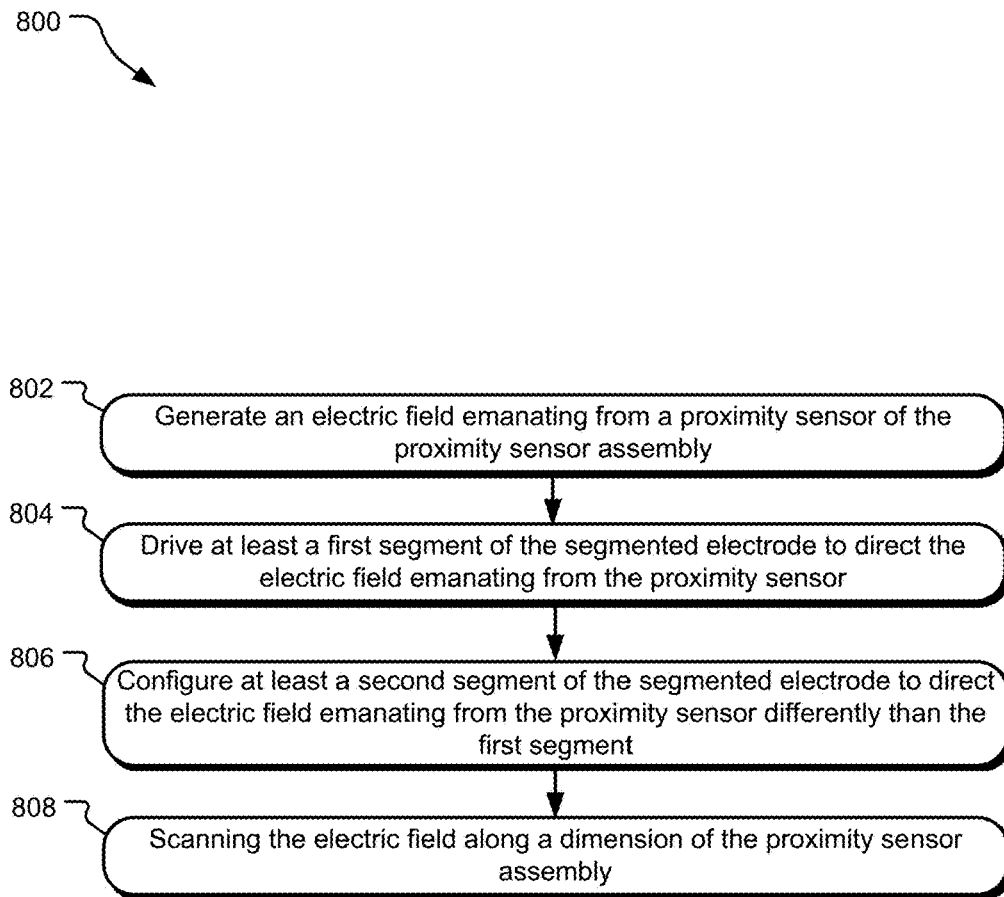 800
802
Generate an electric field emanating from a proximity sensor of the
proximity sensor assembly
804
Drive at least a first segment of the segmented electrode to direct the
electric field emanating from the proximity sensor
806
Configure at least a second segment of the segmented electrode to direct
the electric field emanating from the proximity sensor differently than the
first segment
808
Scanning the electric field along a dimension of the proximity sensor
assembly